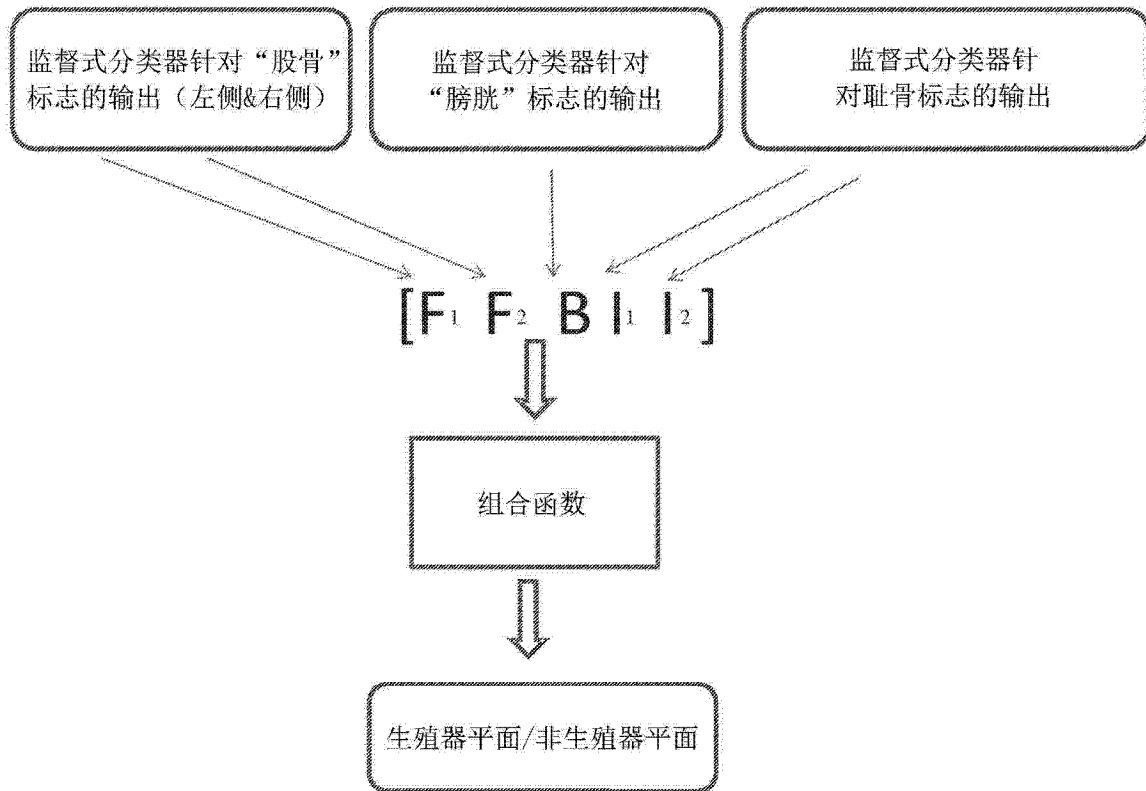 监督式分类器针对“股骨”
标志的输出（左侧&右侧）
监督式分类器针对
“膀胱”标志的输出
监督式分类器针
对耻骨标志的输出
[F1 F2 B I1 I2]
组合函数
生殖器平面/非生殖器平面